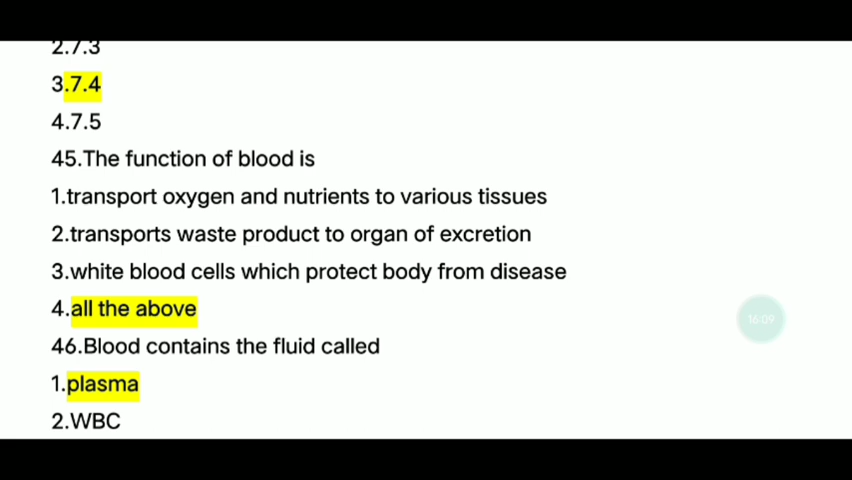 2.7.3
3.7.4
4.7.5
45.The function of blood is
1.transport oxygen and nutrients to various tissues
2.transports waste product to organ of excretion
3.white blood cells which protect body from disease
4.all the above
16:09
46.Blood contains the fluid called
1.plasma
2.WBC